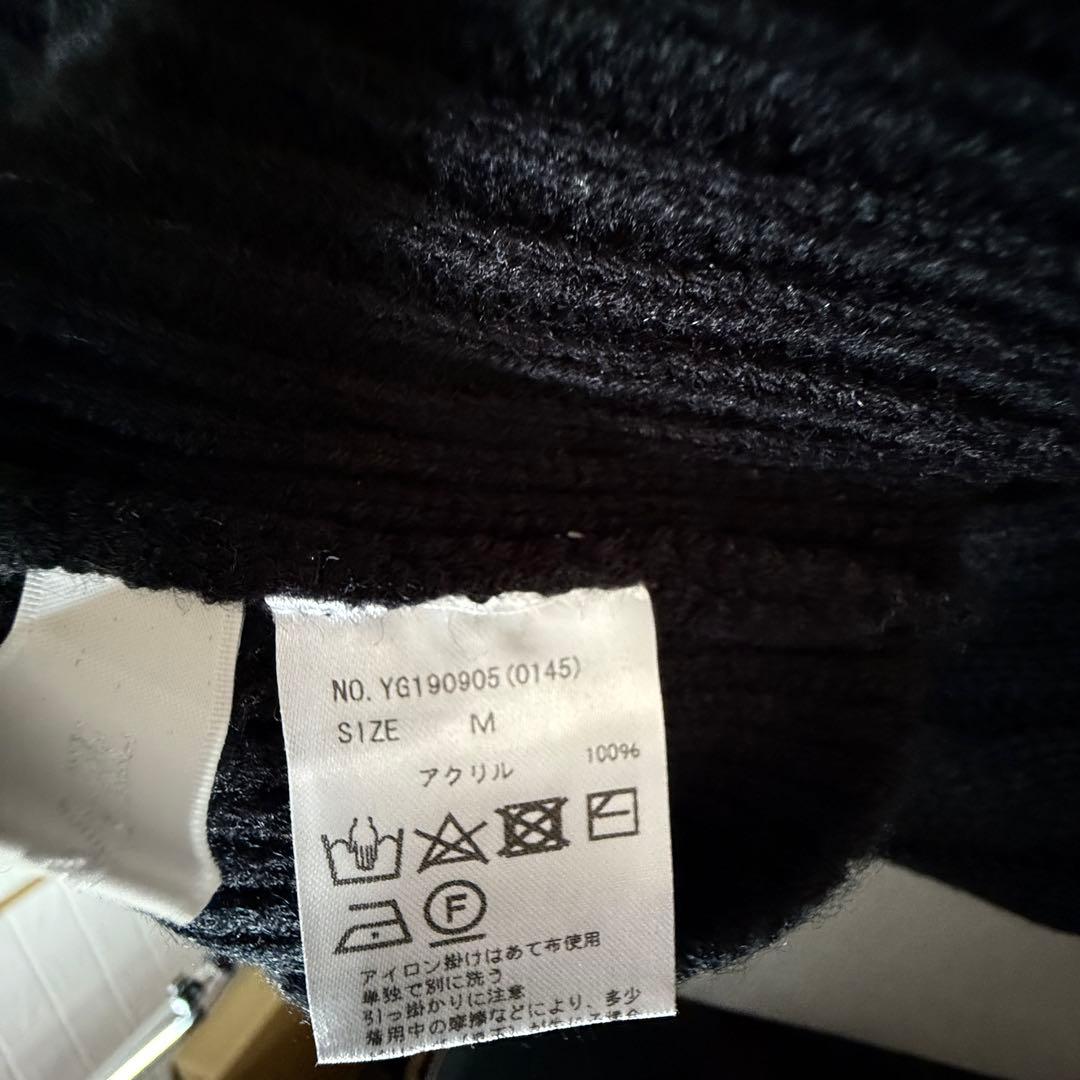 NO. YG190905(0145)
SIZE M
アクリル 10096
F
アイロン掛けはあて布使用
単独で別に洗う
引っ掛かりに注意
着用中の摩擦などにより、多少